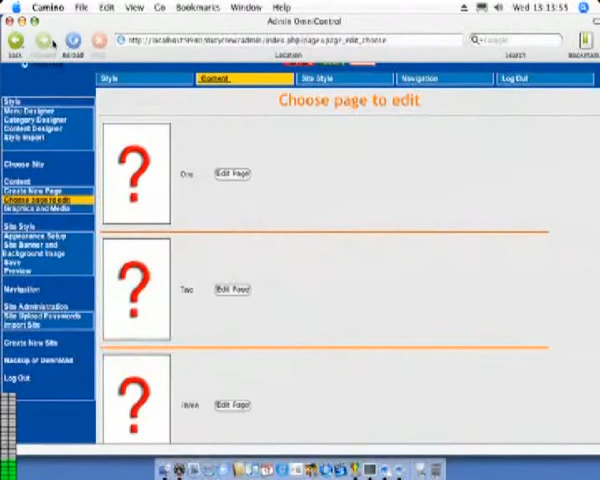 Camino File Edit View Go Bookmarks Window Help Wed 13:13:55
Admin OmniControl
Back Reload Location Search Bookmark
Style Content Site Style Navigation Log Out
Choose page to edit
Style
Menu Designer
Category Designer
Content Designer
Style Import
Choose Site
Content
Create New Page
Choose page to edit
Graphics and Media
Site Style
Appearance Setup
Site Banner and
Background Image
Save
Preview
Navigation
Site Administration
Site Upload Passwords
Import Site
Create New Site
Backup or Download
Log Out
?
One Edit Page
?
Two Edit Page
?
Three Edit Page